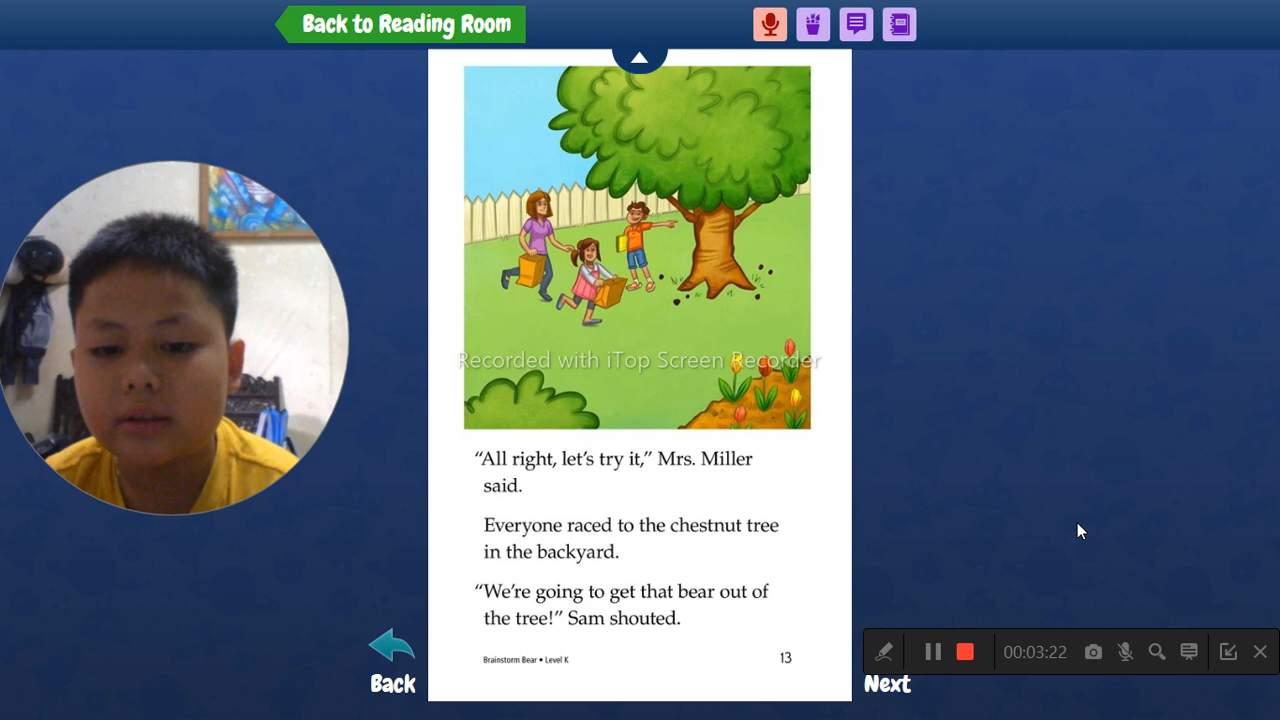 Back to Reading Room
Recorded with iTop Screen Recorder
“All right, let’s try it,” Mrs. Miller
said.
Everyone raced to the chestnut tree
in the backyard.
“We’re going to get that bear out of
the tree!” Sam shouted.
Brainstorm Bear • Level K
13
00:03:22
Back
Next